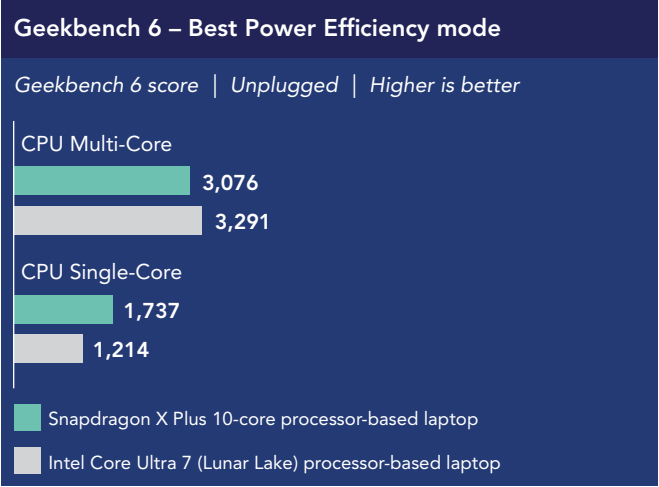 Geekbench 6 – Best Power Efficiency mode
Geekbench 6 score | Unplugged | Higher is better
CPU Multi-Core
3,076
3,291
CPU Single-Core
1,737
1,214
Snapdragon X Plus 10-core processor-based laptop
Intel Core Ultra 7 (Lunar Lake) processor-based laptop